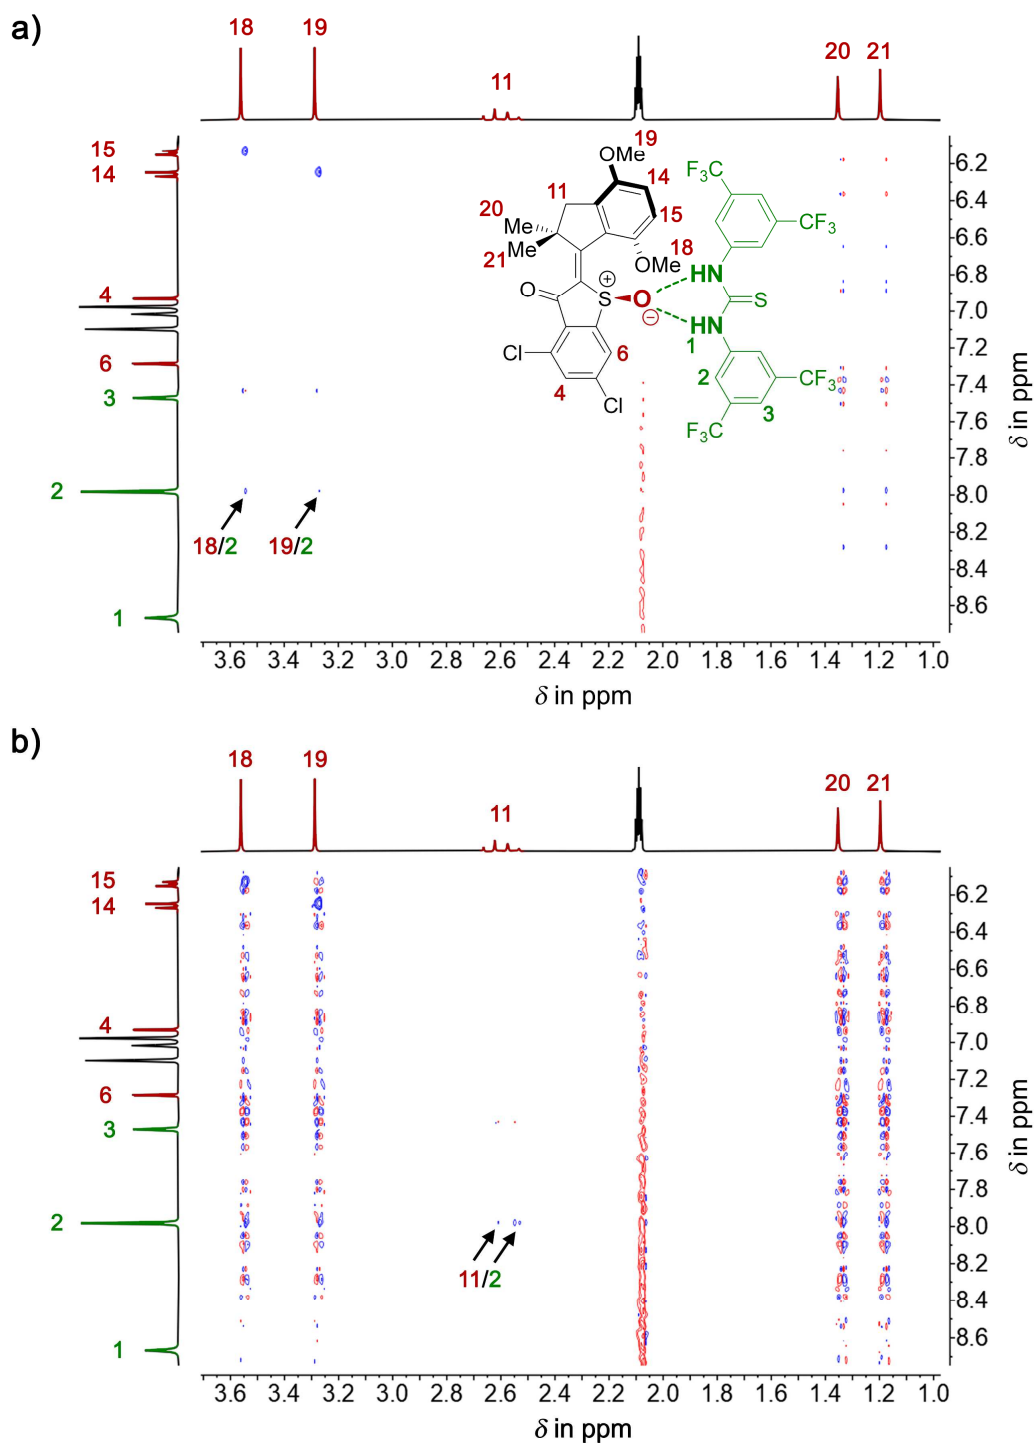 a)
18 19 11 20 21
15
14
4
6
3
2
1
19
OMe
11 14
20 15
Me
Me
21
OMe 18
O S ⊕ O ⊖
Cl 6
4 Cl
F3C CF3
HN
S
HN
1
2 CF3
3
F3C
18/2 19/2
6.2
6.4
6.6
6.8
7.0
7.2
7.4
7.6
7.8
8.0
8.2
8.4
8.6
δ in ppm
3.6 3.4 3.2 3.0 2.8 2.6 2.4 2.2 2.0 1.8 1.6 1.4 1.2 1.0
δ in ppm
b)
18 19 11 20 21
15
14
4
6
3
2
1
11/2
6.2
6.4
6.6
6.8
7.0
7.2
7.4
7.6
7.8
8.0
8.2
8.4
8.6
δ in ppm
3.6 3.4 3.2 3.0 2.8 2.6 2.4 2.2 2.0 1.8 1.6 1.4 1.2 1.0
δ in ppm